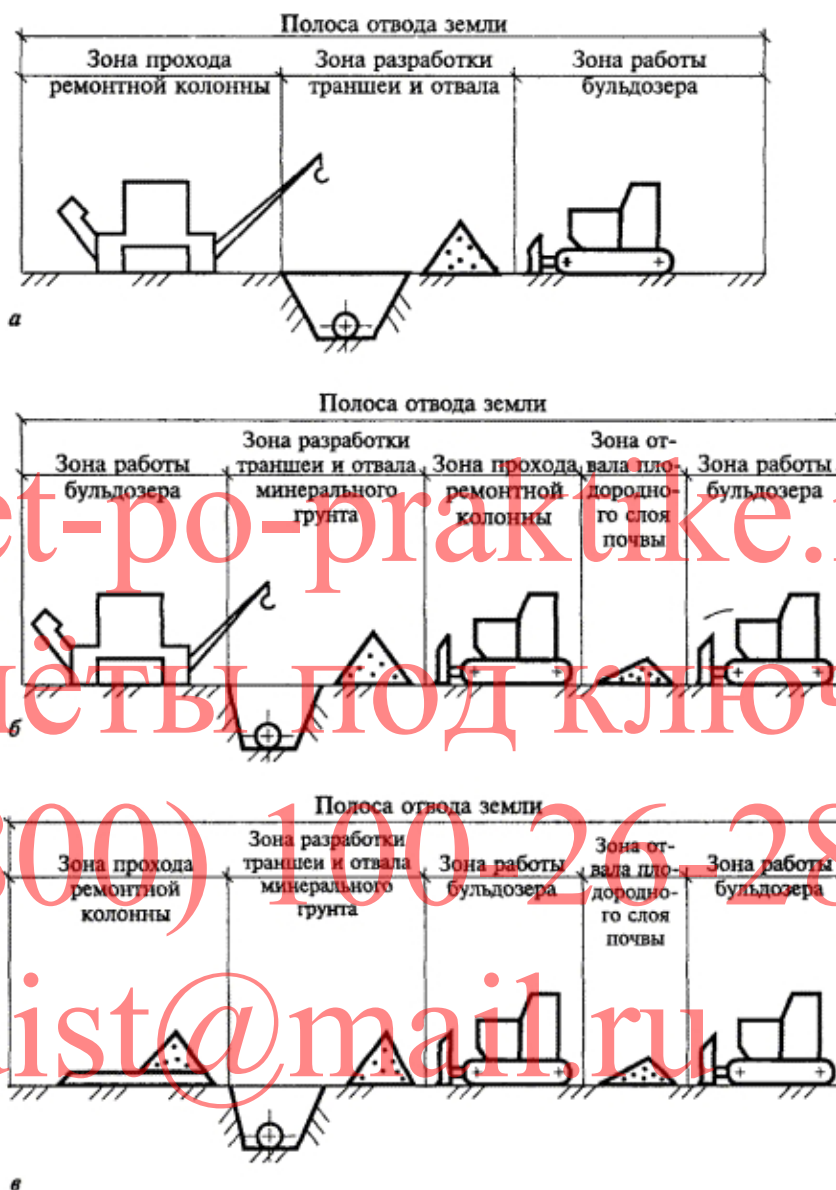 Полоса отвода земли
Зона прохода
ремонтной колонны
Зона разработки
траншеи и отвала
Зона работы
бульдозера
а
Полоса отвода земли
Зона работы
бульдозера
Зона разработки
траншеи и отвала
минерального
грунта
Зона прохода
ремонтной
колонны
Зона от-
вала пло-
дородно-
го слоя
почвы
Зона работы
бульдозера
б
Полоса отвода земли
Зона прохода
ремонтной
колонны
Зона разработки
траншеи и отвала
минерального
грунта
Зона работы
бульдозера
Зона от-
вала пло-
дородно-
го слоя
почвы
Зона работы
бульдозера
в
et-po-praktike.
чёты под ключ
800) 100-26-28
ist@mail.ru